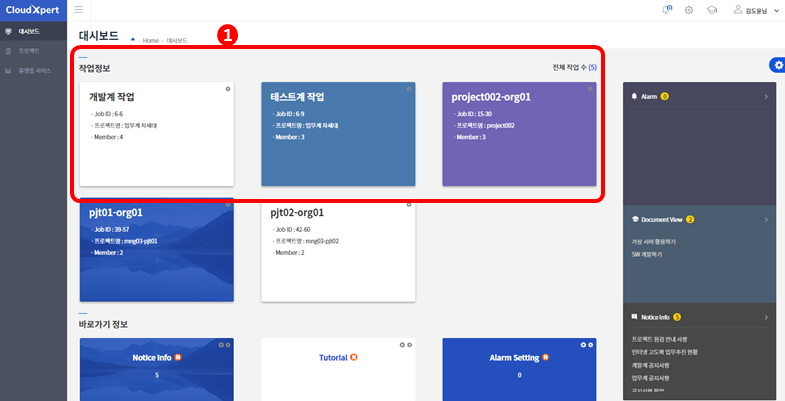 CloudXpert
김도윤님
대시보드
프로젝트
플랫폼 서비스
대시보드
Home - 대시보드
1
작업정보
전체 작업 수 (5)
개발계 작업
· Job ID : 6-6
· 프로젝트명 : 업무계 차세대
· Member : 4
테스트계 작업
· Job ID : 6-9
· 프로젝트명 : 업무계 차세대
· Member : 3
project002-org01
· Job ID : 15-30
· 프로젝트명 : project002
· Member : 3
pjt01-org01
· Job ID : 39-57
· 프로젝트명 : mng03-pjt01
· Member : 2
pjt02-org01
· Job ID : 42-60
· 프로젝트명 : mng03-pjt02
· Member : 2
바로가기 정보
Notice Info N
5
Tutorial N
Alarm Setting N
0
Alarm 0
Document View 2
가상 서버 활용하기
SW 개발하기
Notice Info 5
프로젝트 점검 안내 사항
인터넷 고도화 업무추진 현황
개발계 공지사항
업무계 공지사항